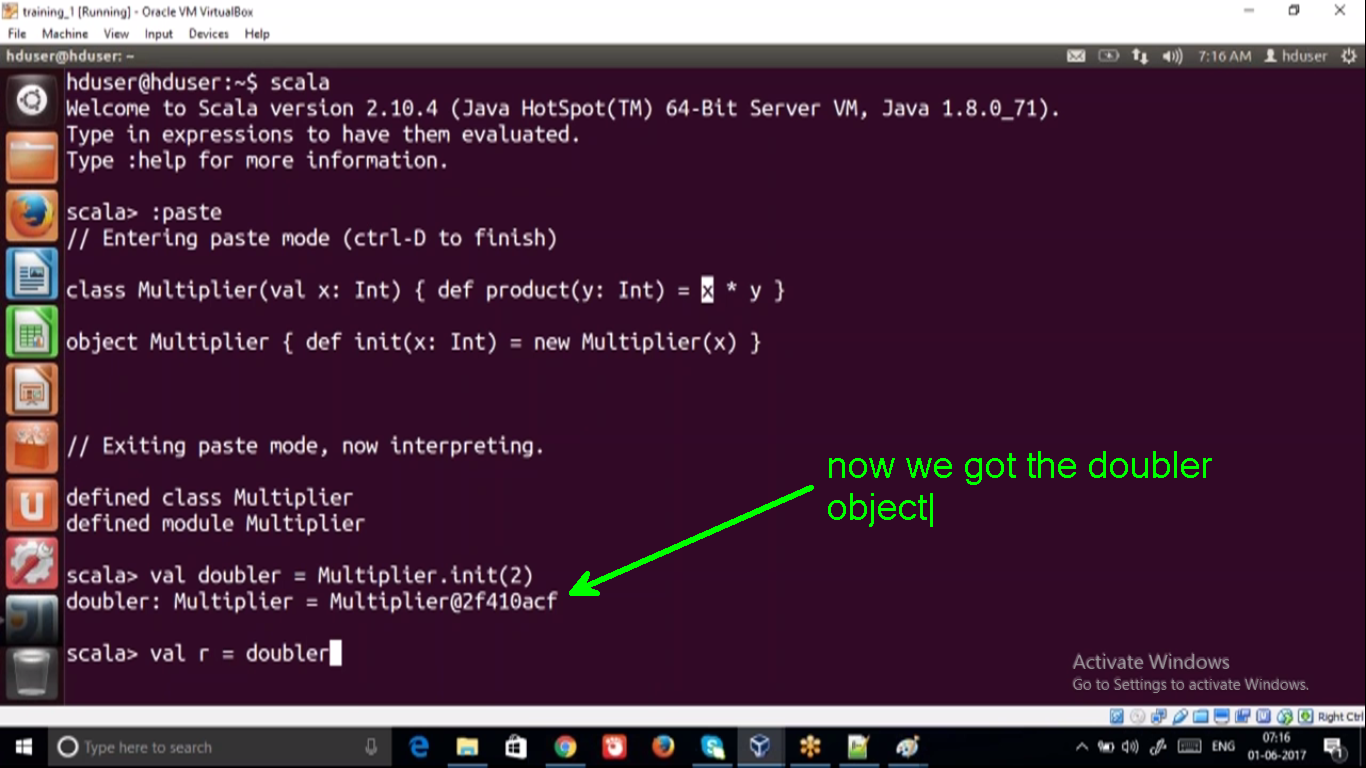 training_1 [Running] - Oracle VM VirtualBox
File Machine View Input Devices Help
hduser@hduser: ~ 7:16 AM hduser
hduser@hduser:~$ scala
Welcome to Scala version 2.10.4 (Java HotSpot(TM) 64-Bit Server VM, Java 1.8.0_71).
Type in expressions to have them evaluated.
Type :help for more information.
scala> :paste
// Entering paste mode (ctrl-D to finish)
class Multiplier(val x: Int) { def product(y: Int) = x * y }
object Multiplier { def init(x: Int) = new Multiplier(x) }
// Exiting paste mode, now interpreting.
now we got the doubler
object
defined class Multiplier
defined module Multiplier
scala> val doubler = Multiplier.init(2)
doubler: Multiplier = Multiplier@2f410acf
scala> val r = doubler
Activate Windows
Go to Settings to activate Windows.
Right Ctrl
Type here to search
ENG
07:16
01-06-2017